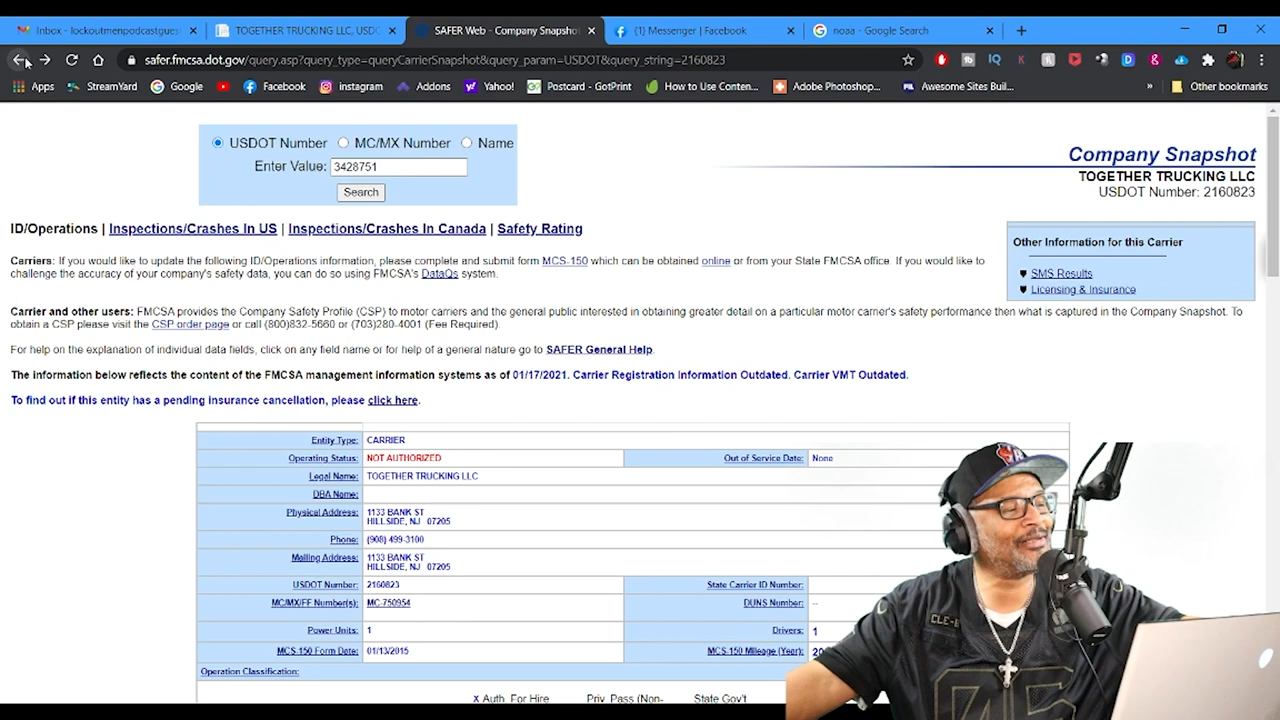 Inbox - lockoutmenpodcastgues
TOGETHER TRUCKING LLC, USDO
SAFER Web - Company Snapshot
(1) Messenger | Facebook
noaa - Google Search
safer.fmcsa.dot.gov/query.asp?query_type=queryCarrierSnapshot&query_param=USDOT&query_string=2160823
Apps
StreamYard
Google
Facebook
instagram
Addons
Yahoo!
Postcard - GotPrint
How to Use Conten...
Adobe Photoshop...
Awesome Sites Buil...
Other bookmarks
USDOT Number MC/MX Number Name
Enter Value: 3428751
Search
Company Snapshot
TOGETHER TRUCKING LLC
USDOT Number: 2160823
ID/Operations | Inspections/Crashes In US | Inspections/Crashes In Canada | Safety Rating
Other Information for this Carrier
SMS Results
Licensing & Insurance
Carriers: If you would like to update the following ID/Operations information, please complete and submit form MCS-150 which can be obtained online or from your State FMCSA office. If you would like to
challenge the accuracy of your company's safety data, you can do so using FMCSA's DataQs system.
Carrier and other users: FMCSA provides the Company Safety Profile (CSP) to motor carriers and the general public interested in obtaining greater detail on a particular motor carrier's safety performance then what is captured in the Company Snapshot. To
obtain a CSP please visit the CSP order page or call (800)832-5660 or (703)280-4001 (Fee Required).
For help on the explanation of individual data fields, click on any field name or for help of a general nature go to SAFER General Help.
The information below reflects the content of the FMCSA management information systems as of 01/17/2021. Carrier Registration Information Outdated. Carrier VMT Outdated.
To find out if this entity has a pending insurance cancellation, please click here.
Entity Type: CARRIER
Operating Status: NOT AUTHORIZED Out of Service Date: None
Legal Name: TOGETHER TRUCKING LLC
DBA Name:
Physical Address: 1133 BANK ST
HILLSIDE, NJ 07205
Phone: (908) 499-3100
Mailing Address: 1133 BANK ST
HILLSIDE, NJ 07205
USDOT Number: 2160823 State Carrier ID Number:
MC/MX/FF Number(s): MC-750954 DUNS Number: --
Power Units: 1 Drivers: 1
MCS-150 Form Date: 01/13/2015 MCS-150 Mileage (Year): 20
Operation Classification:
X Auth. For Hire Priv. Pass.(Non- State Gov't
CLE-B